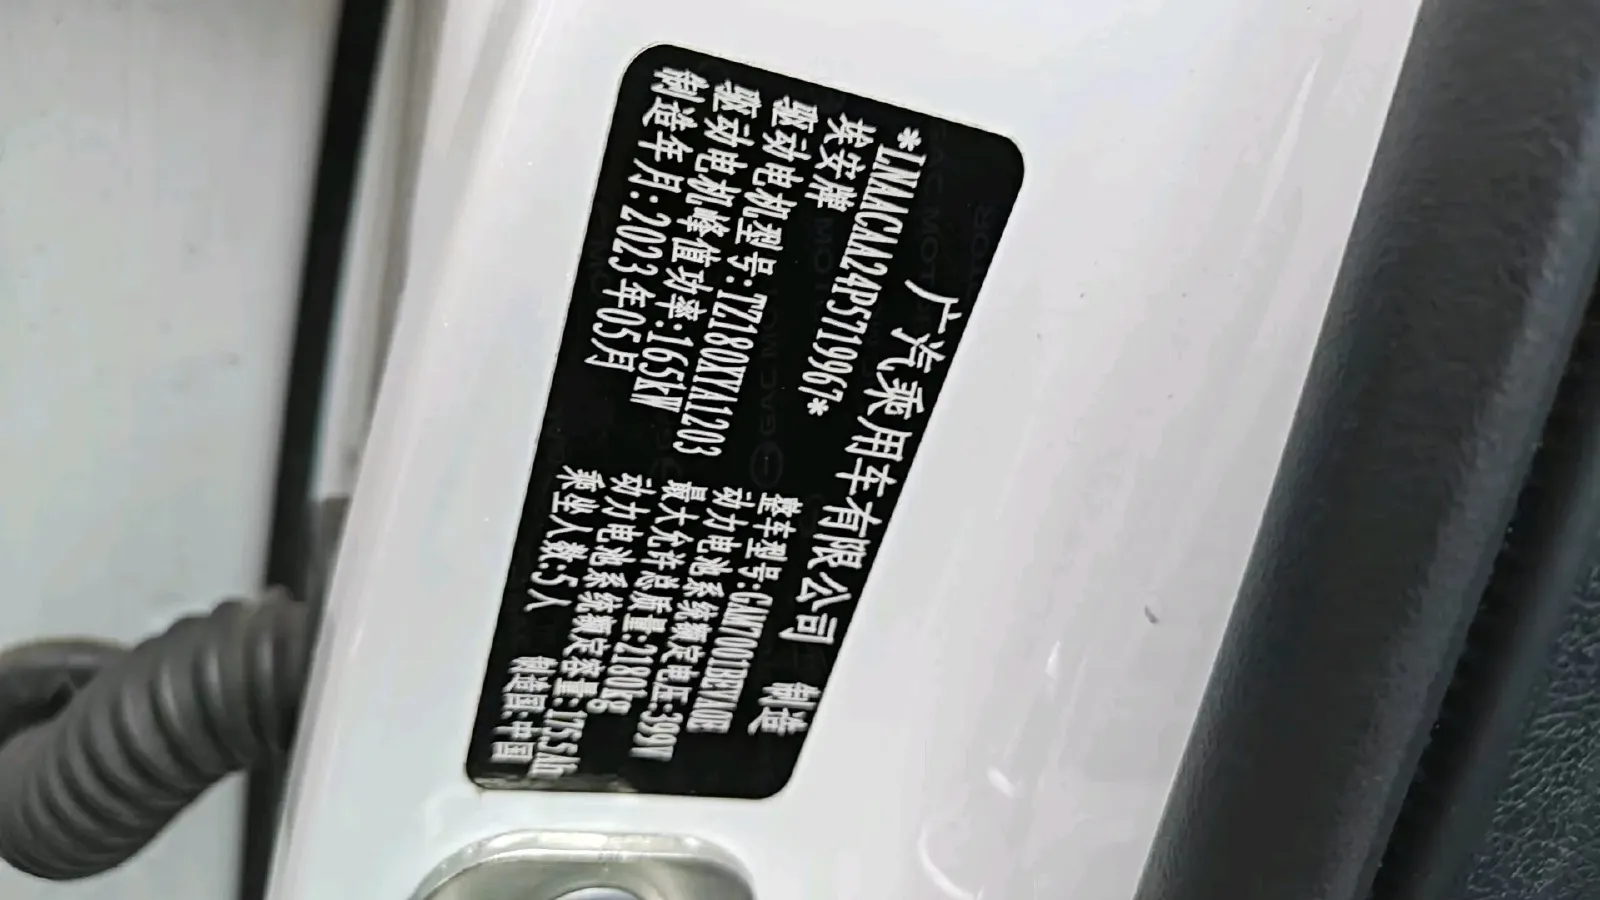 广汽乘用车有限公司 制造
*LNAACAA24P5719967*
埃安牌 整车型号:GAM7001BEVA0E
驱动电机型号:TZ180XYA1203 动力电池系统额定电压:399V
驱动电机峰值功率:165kW 最大允许总质量:2180kg
制造年月:2023年05月 动力电池系统额定容量:175.5Ah
乘坐人数:5人 制造国:中国